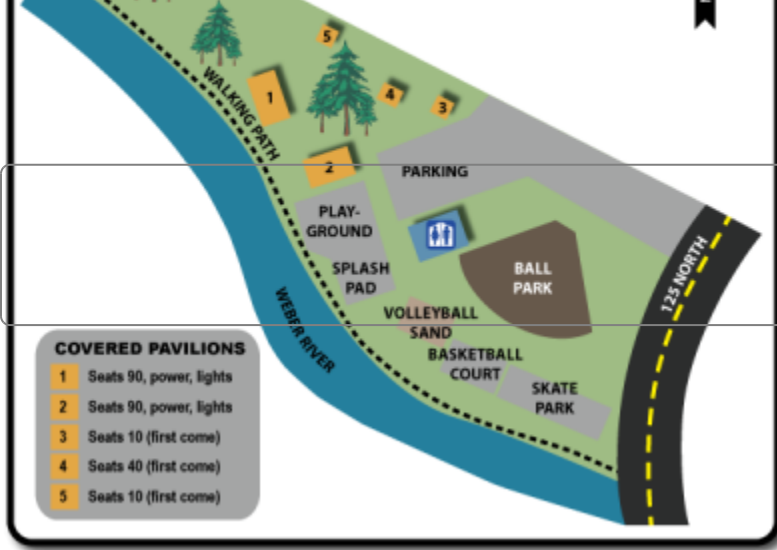 5
1
4
3
WALKING PATH
2
PARKING
PLAY-
GROUND
SPLASH
PAD
BALL
PARK
125 NORTH
VOLLEYBALL
SAND
WEBER RIVER
BASKETBALL
COURT
SKATE
PARK
COVERED PAVILIONS
1 Seats 90, power, lights
2 Seats 90, power, lights
3 Seats 10 (first come)
4 Seats 40 (first come)
5 Seats 10 (first come)